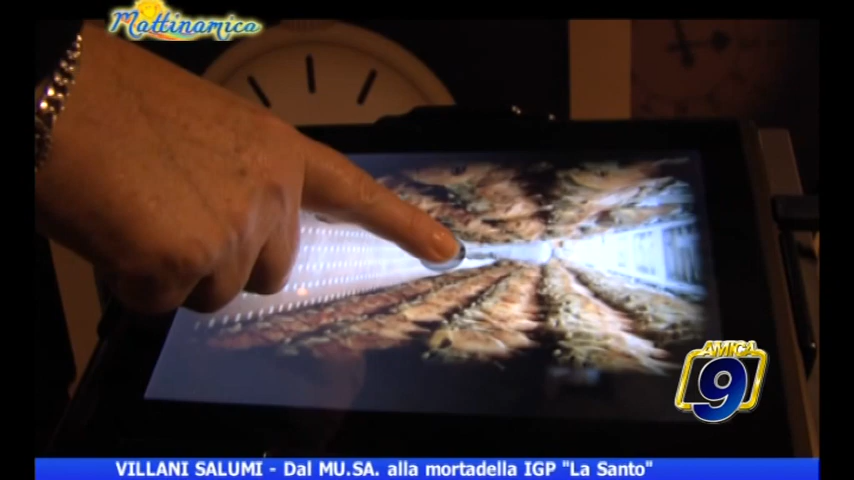 Mattinamica
AMICA
9
VILLANI SALUMI - Dal MU.SA. alla mortadella IGP "La Santo"